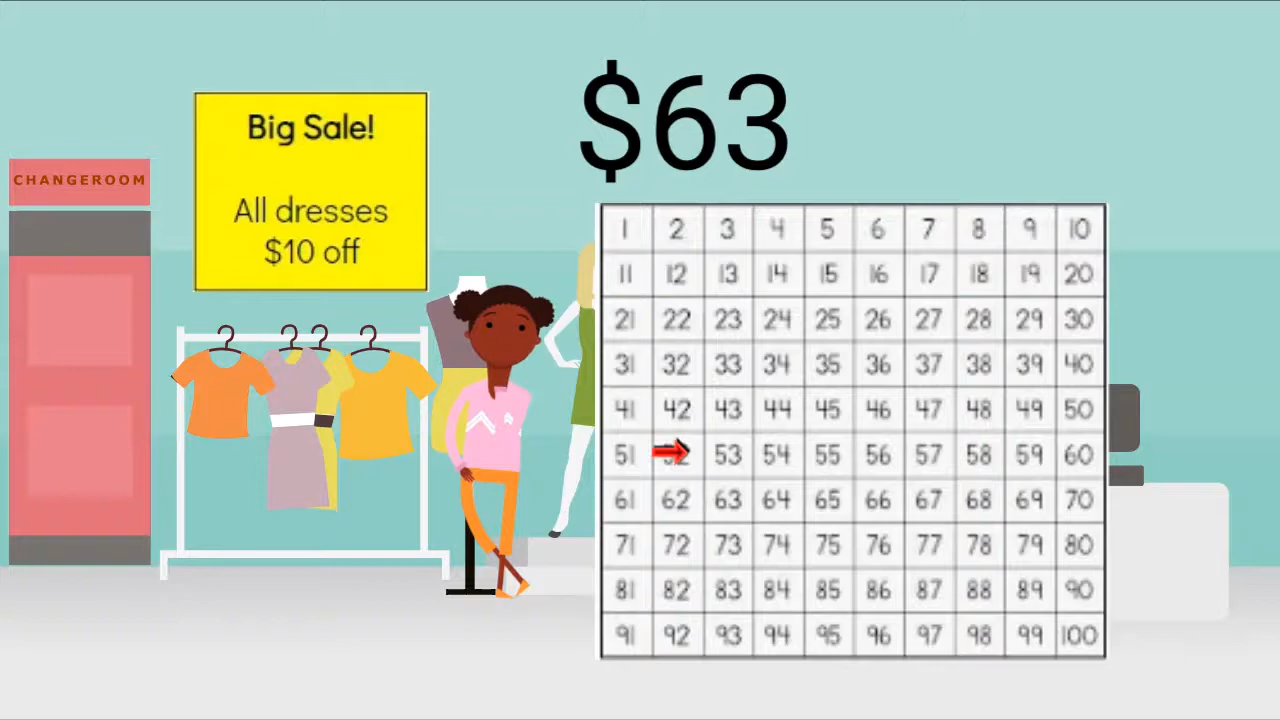 $63
Big Sale!
All dresses
$10 off
CHANGEROOM
1 2 3 4 5 6 7 8 9 10
11 12 13 14 15 16 17 18 19 20
21 22 23 24 25 26 27 28 29 30
31 32 33 34 35 36 37 38 39 40
41 42 43 44 45 46 47 48 49 50
51 53 54 55 56 57 58 59 60
61 62 63 64 65 66 67 68 69 70
71 72 73 74 75 76 77 78 79 80
81 82 83 84 85 86 87 88 89 90
91 92 93 94 95 96 97 98 99 100